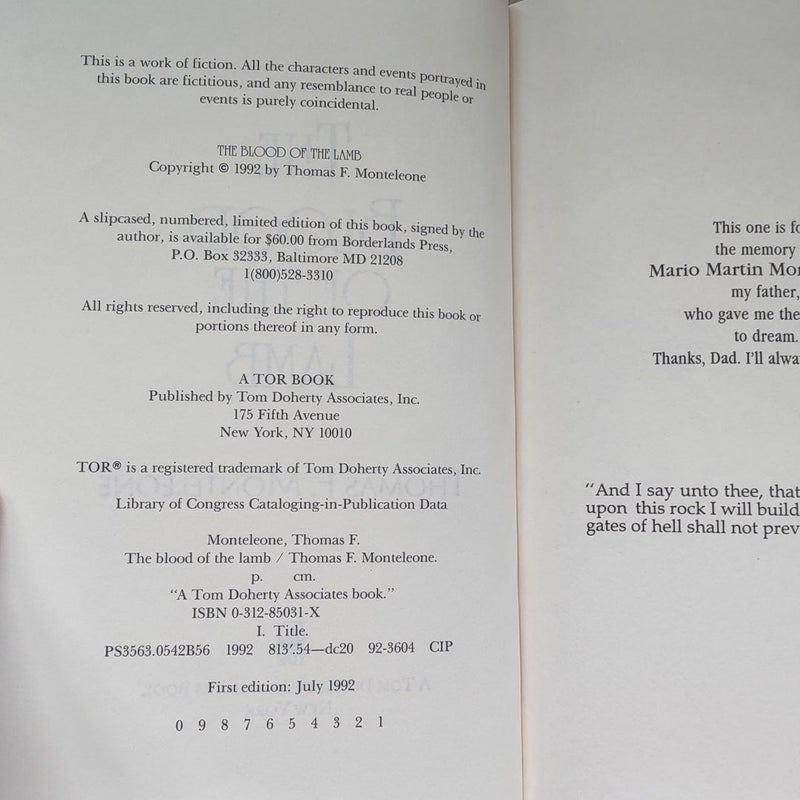 This is a work of fiction. All the characters and events portrayed in
this book are fictitious, and any resemblance to real people or
events is purely coincidental.
THE BLOOD OF THE LAMB
Copyright © 1992 by Thomas F. Monteleone
A slipcased, numbered, limited edition of this book, signed by the
author, is available for $60.00 from Borderlands Press,
P.O. Box 32333, Baltimore MD 21208
1(800)528-3310
All rights reserved, including the right to reproduce this book or
portions thereof in any form.
A TOR BOOK
Published by Tom Doherty Associates, Inc.
175 Fifth Avenue
New York, NY 10010
TOR® is a registered trademark of Tom Doherty Associates, Inc.
Library of Congress Cataloging-in-Publication Data
Monteleone, Thomas F.
The blood of the lamb / Thomas F. Monteleone.
p. cm.
"A Tom Doherty Associates book."
ISBN 0-312-85031-X
I. Title.
PS3563.0542B56 1992 813'.54—dc20 92-3604 CIP
First edition: July 1992
0 9 8 7 6 5 4 3 2 1
This one is fo
the memory
Mario Martin Mon
my father,
who gave me the
to dream.
Thanks, Dad. I'll alwa
"And I say unto thee, that
upon this rock I will build
gates of hell shall not prev